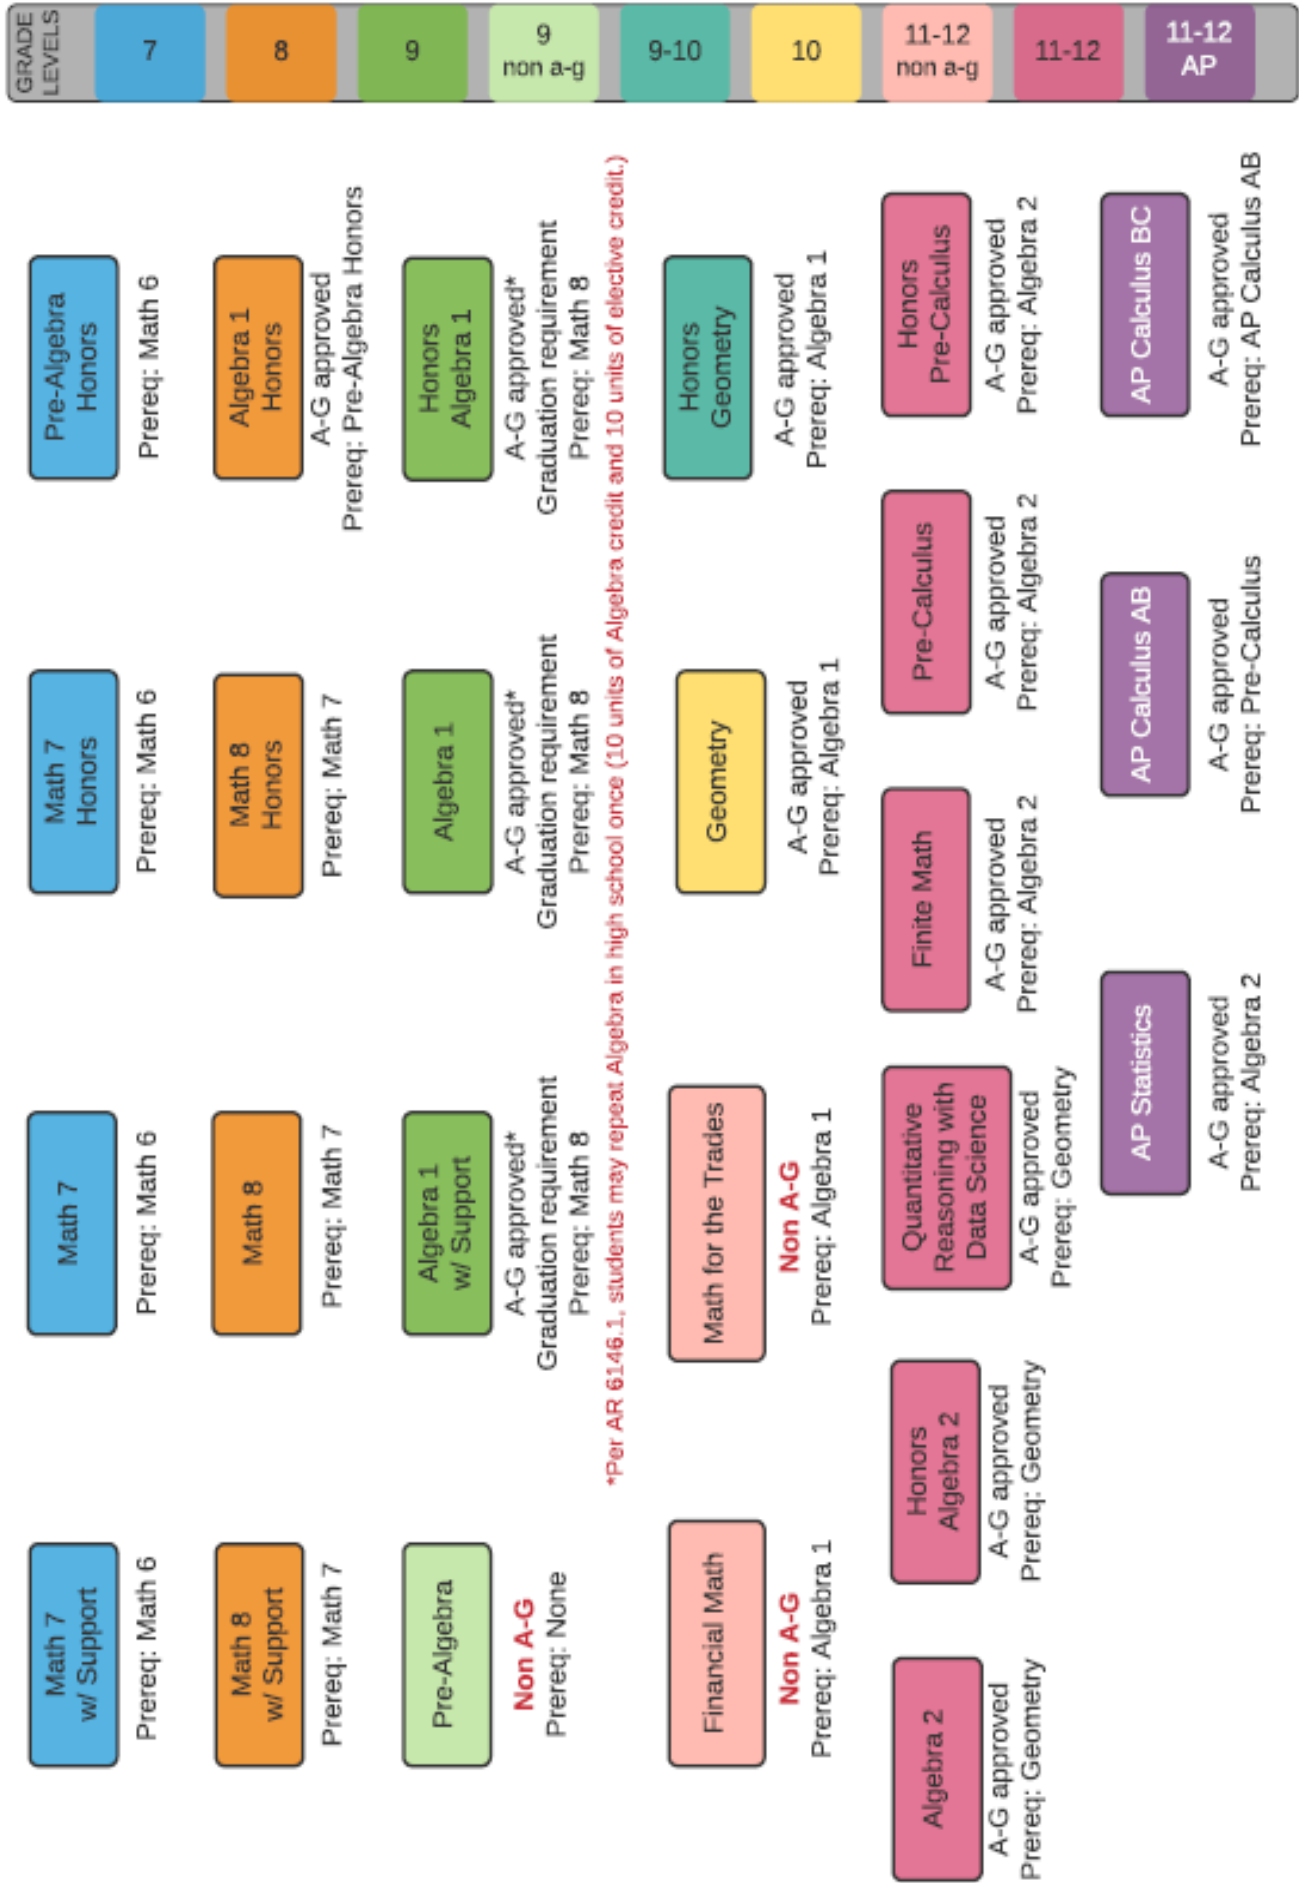 GRADE
LEVELS
7
8
9
9
non a-g
9-10
10
11-12
non a-g
11-12
11-12
AP
Math 7
w/ Support
Prereq: Math 6
Math 7
Prereq: Math 6
Math 7
Honors
Prereq: Math 6
Pre-Algebra
Honors
Prereq: Math 6
Math 8
w/ Support
Prereq: Math 7
Math 8
Prereq: Math 7
Math 8
Honors
Prereq: Math 7
Algebra 1
Honors
A-G approved
Prereq: Pre-Algebra Honors
Pre-Algebra
Non A-G
Prereq: None
Algebra 1
w/ Support
A-G approved*
Graduation requirement
Prereq: Math 8
Algebra 1
A-G approved*
Graduation requirement
Prereq: Math 8
Honors
Algebra 1
A-G approved*
Graduation requirement
Prereq: Math 8
*Per AR 6146.1, students may repeat Algebra in high school once (10 units of Algebra credit and 10 units of elective credit.)
Financial Math
Non A-G
Prereq: Algebra 1
Math for the Trades
Non A-G
Prereq: Algebra 1
Geometry
A-G approved
Prereq: Algebra 1
Honors
Geometry
A-G approved
Prereq: Algebra 1
Algebra 2
A-G approved
Prereq: Geometry
Honors
Algebra 2
A-G approved
Prereq: Geometry
Quantitative
Reasoning with
Data Science
A-G approved
Prereq: Geometry
Finite Math
A-G approved
Prereq: Algebra 2
Pre-Calculus
A-G approved
Prereq: Algebra 2
Honors
Pre-Calculus
A-G approved
Prereq: Algebra 2
AP Statistics
A-G approved
Prereq: Algebra 2
AP Calculus AB
A-G approved
Prereq: Pre-Calculus
AP Calculus BC
A-G approved
Prereq: AP Calculus AB